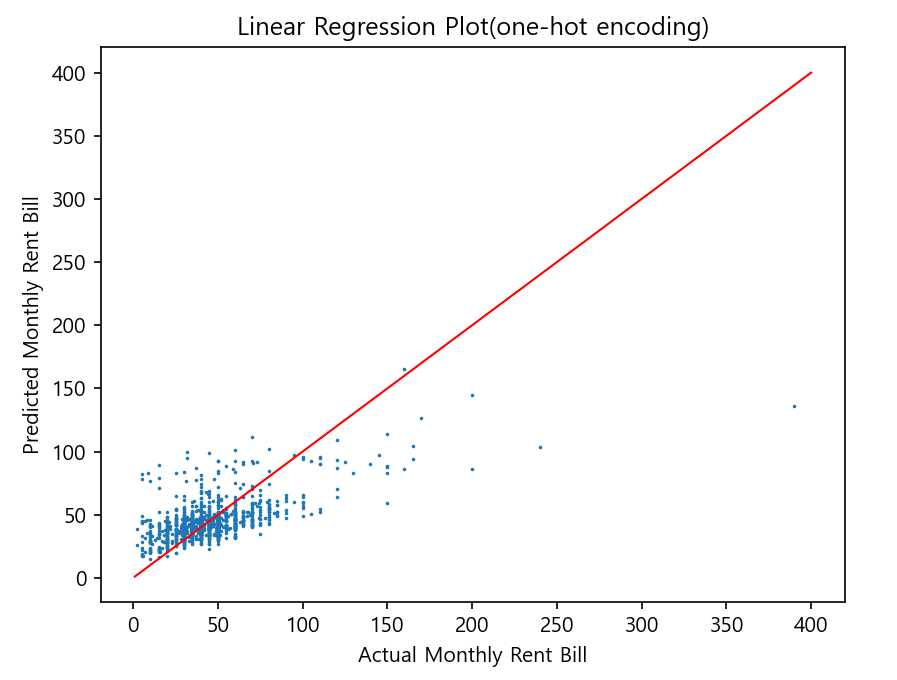 Linear Regression Plot(one-hot encoding)
400
350
300
250
200
150
100
50
0
Predicted Monthly Rent Bill
0 50 100 150 200 250 300 350 400
Actual Monthly Rent Bill